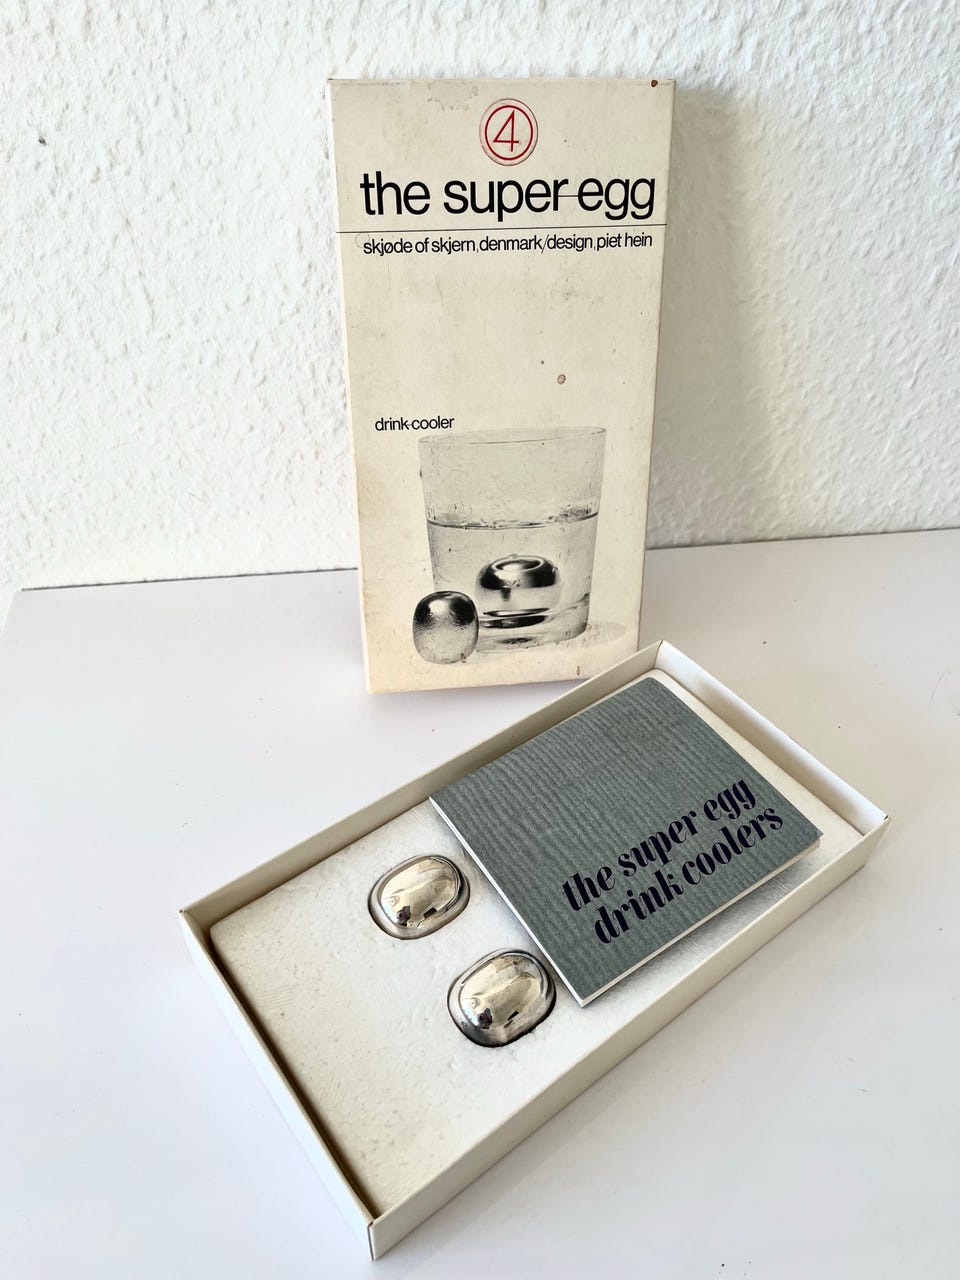 4
the super-egg
skjøde of skjern, denmark/design, piet hein
drink-cooler
the super egg
drink coolers